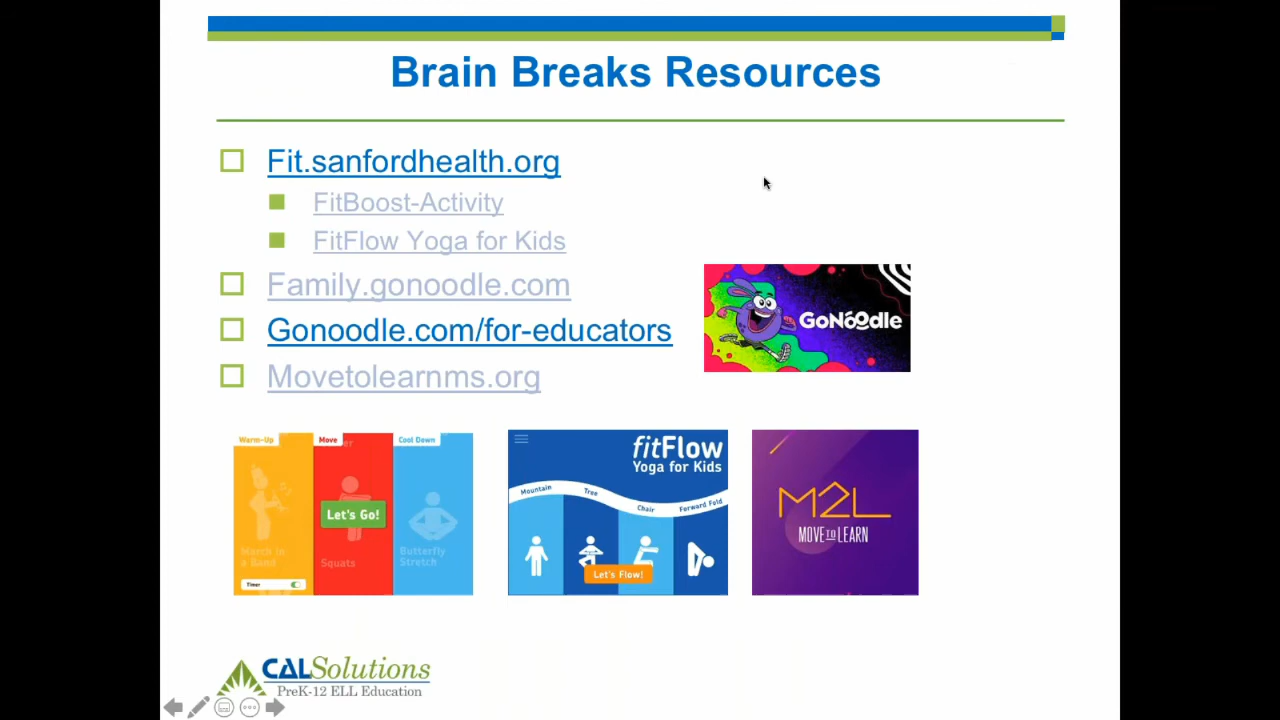 Brain Breaks Resources
Fit.sanfordhealth.org
FitBoost-Activity
FitFlow Yoga for Kids
Family.gonoodle.com
Gonoodle.com/for-educators
Movetolearnms.org
GoNoodle
Warm-Up
Move
Cool Down
Let's Go!
March in
a Band
Squats
Butterfly
Stretch
Timer
fitFlow
Yoga for Kids
Mountain
Tree
Chair
Forward Fold
Let's Flow!
M2L
MOVE TO LEARN
CALSolutions
PreK-12 ELL Education